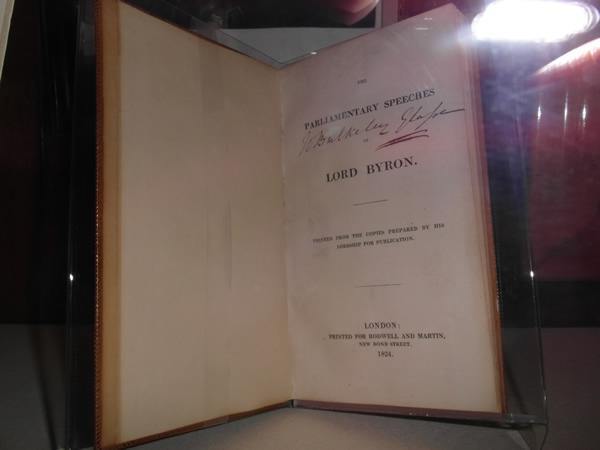 THE
PARLIAMENTARY SPEECHES
OF
LORD BYRON.
PRINTED FROM THE COPIES PREPARED BY HIS
LORDSHIP FOR PUBLICATION.
LONDON:
PRINTED FOR RODWELL AND MARTIN,
NEW BOND STREET.
1824.